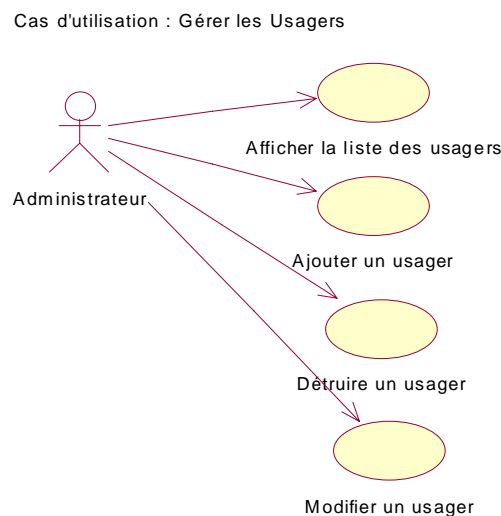 Cas d'utilisation : Gérer les Usagers
Afficher la liste des usagers
Administrateur
Ajouter un usager
Détruire un usager
Modifier un usager